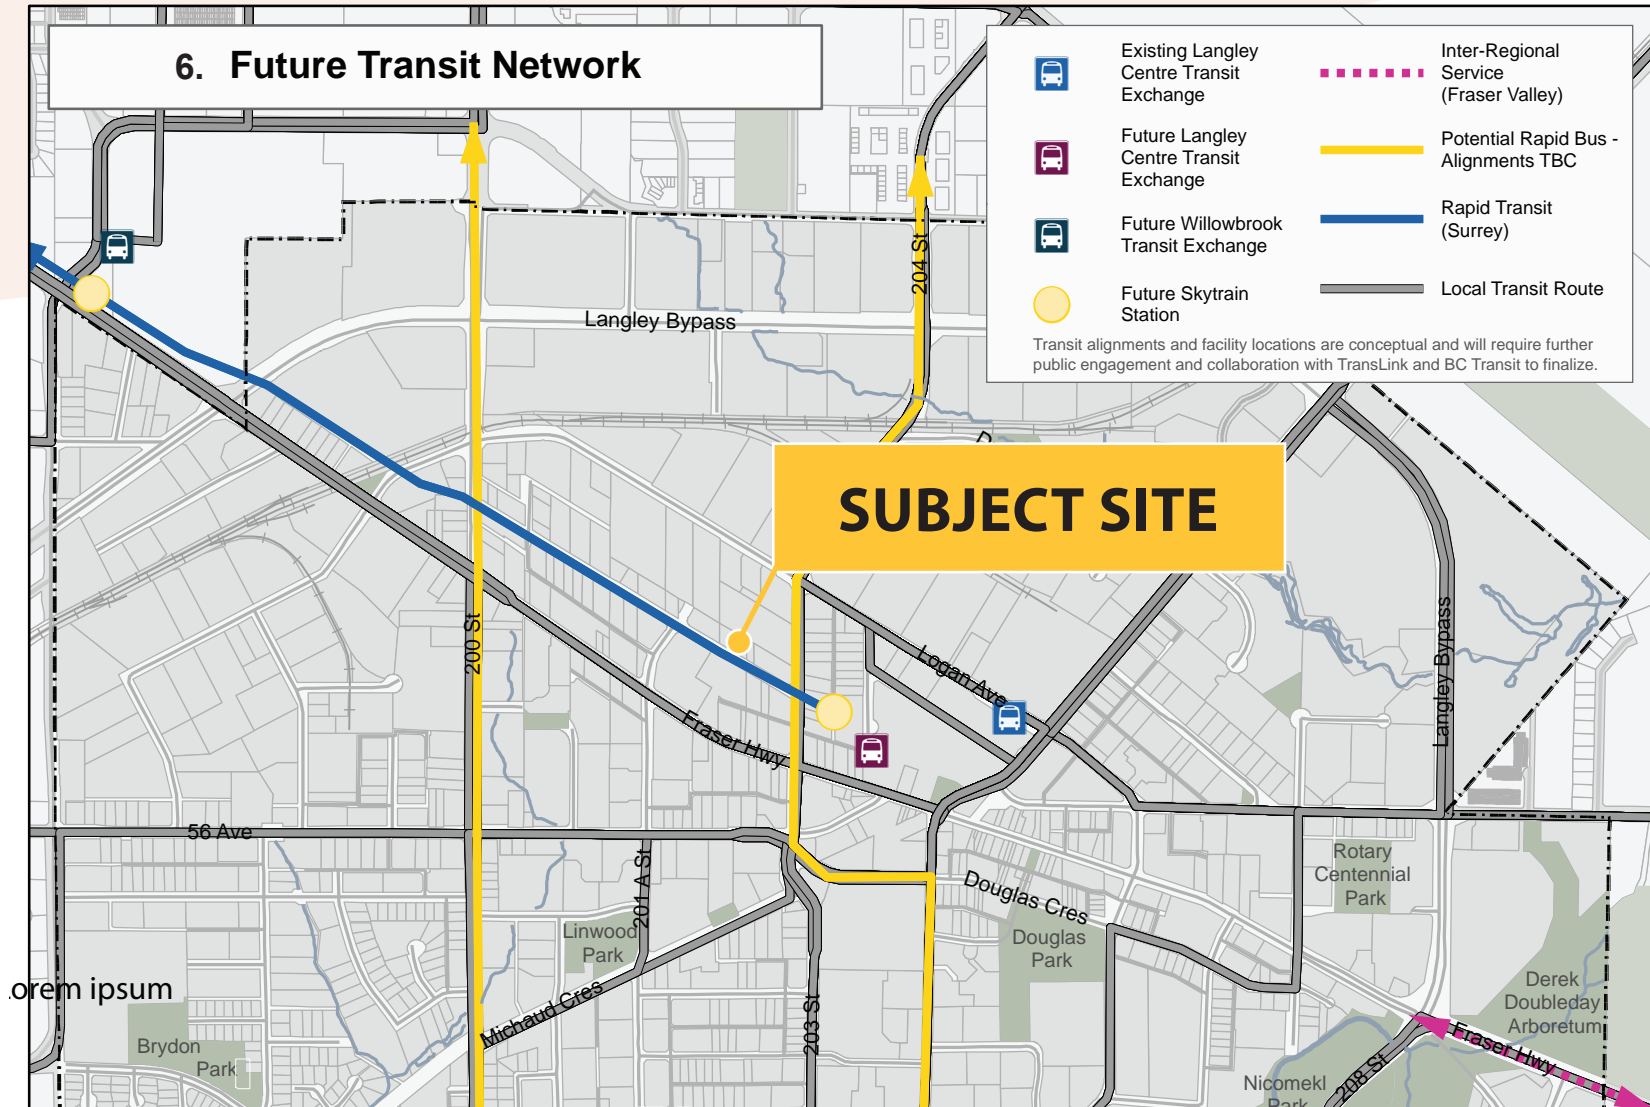 6. Future Transit Network
Existing Langley
Centre Transit
Exchange
Future Langley
Centre Transit
Exchange
Future Willowbrook
Transit Exchange
Future Skytrain
Station
Inter-Regional
Service
(Fraser Valley)
Potential Rapid Bus -
Alignments TBC
Rapid Transit
(Surrey)
Local Transit Route
Transit alignments and facility locations are conceptual and will require further
public engagement and collaboration with TransLink and BC Transit to finalize.
204 St
Langley Bypass
SUBJECT SITE
200 St
Logan Ave
Langley Bypass
Fraser Hwy
56 Ave
201 A St
Rotary
Centennial
Park
Douglas Cres
Linwood
Park
Douglas
Park
orem ipsum
Michaud Cres
203 St
Derek
Doubleday
Arboretum
Brydon
Park
Fraser Hwy
208 St
Nicomekl
Park